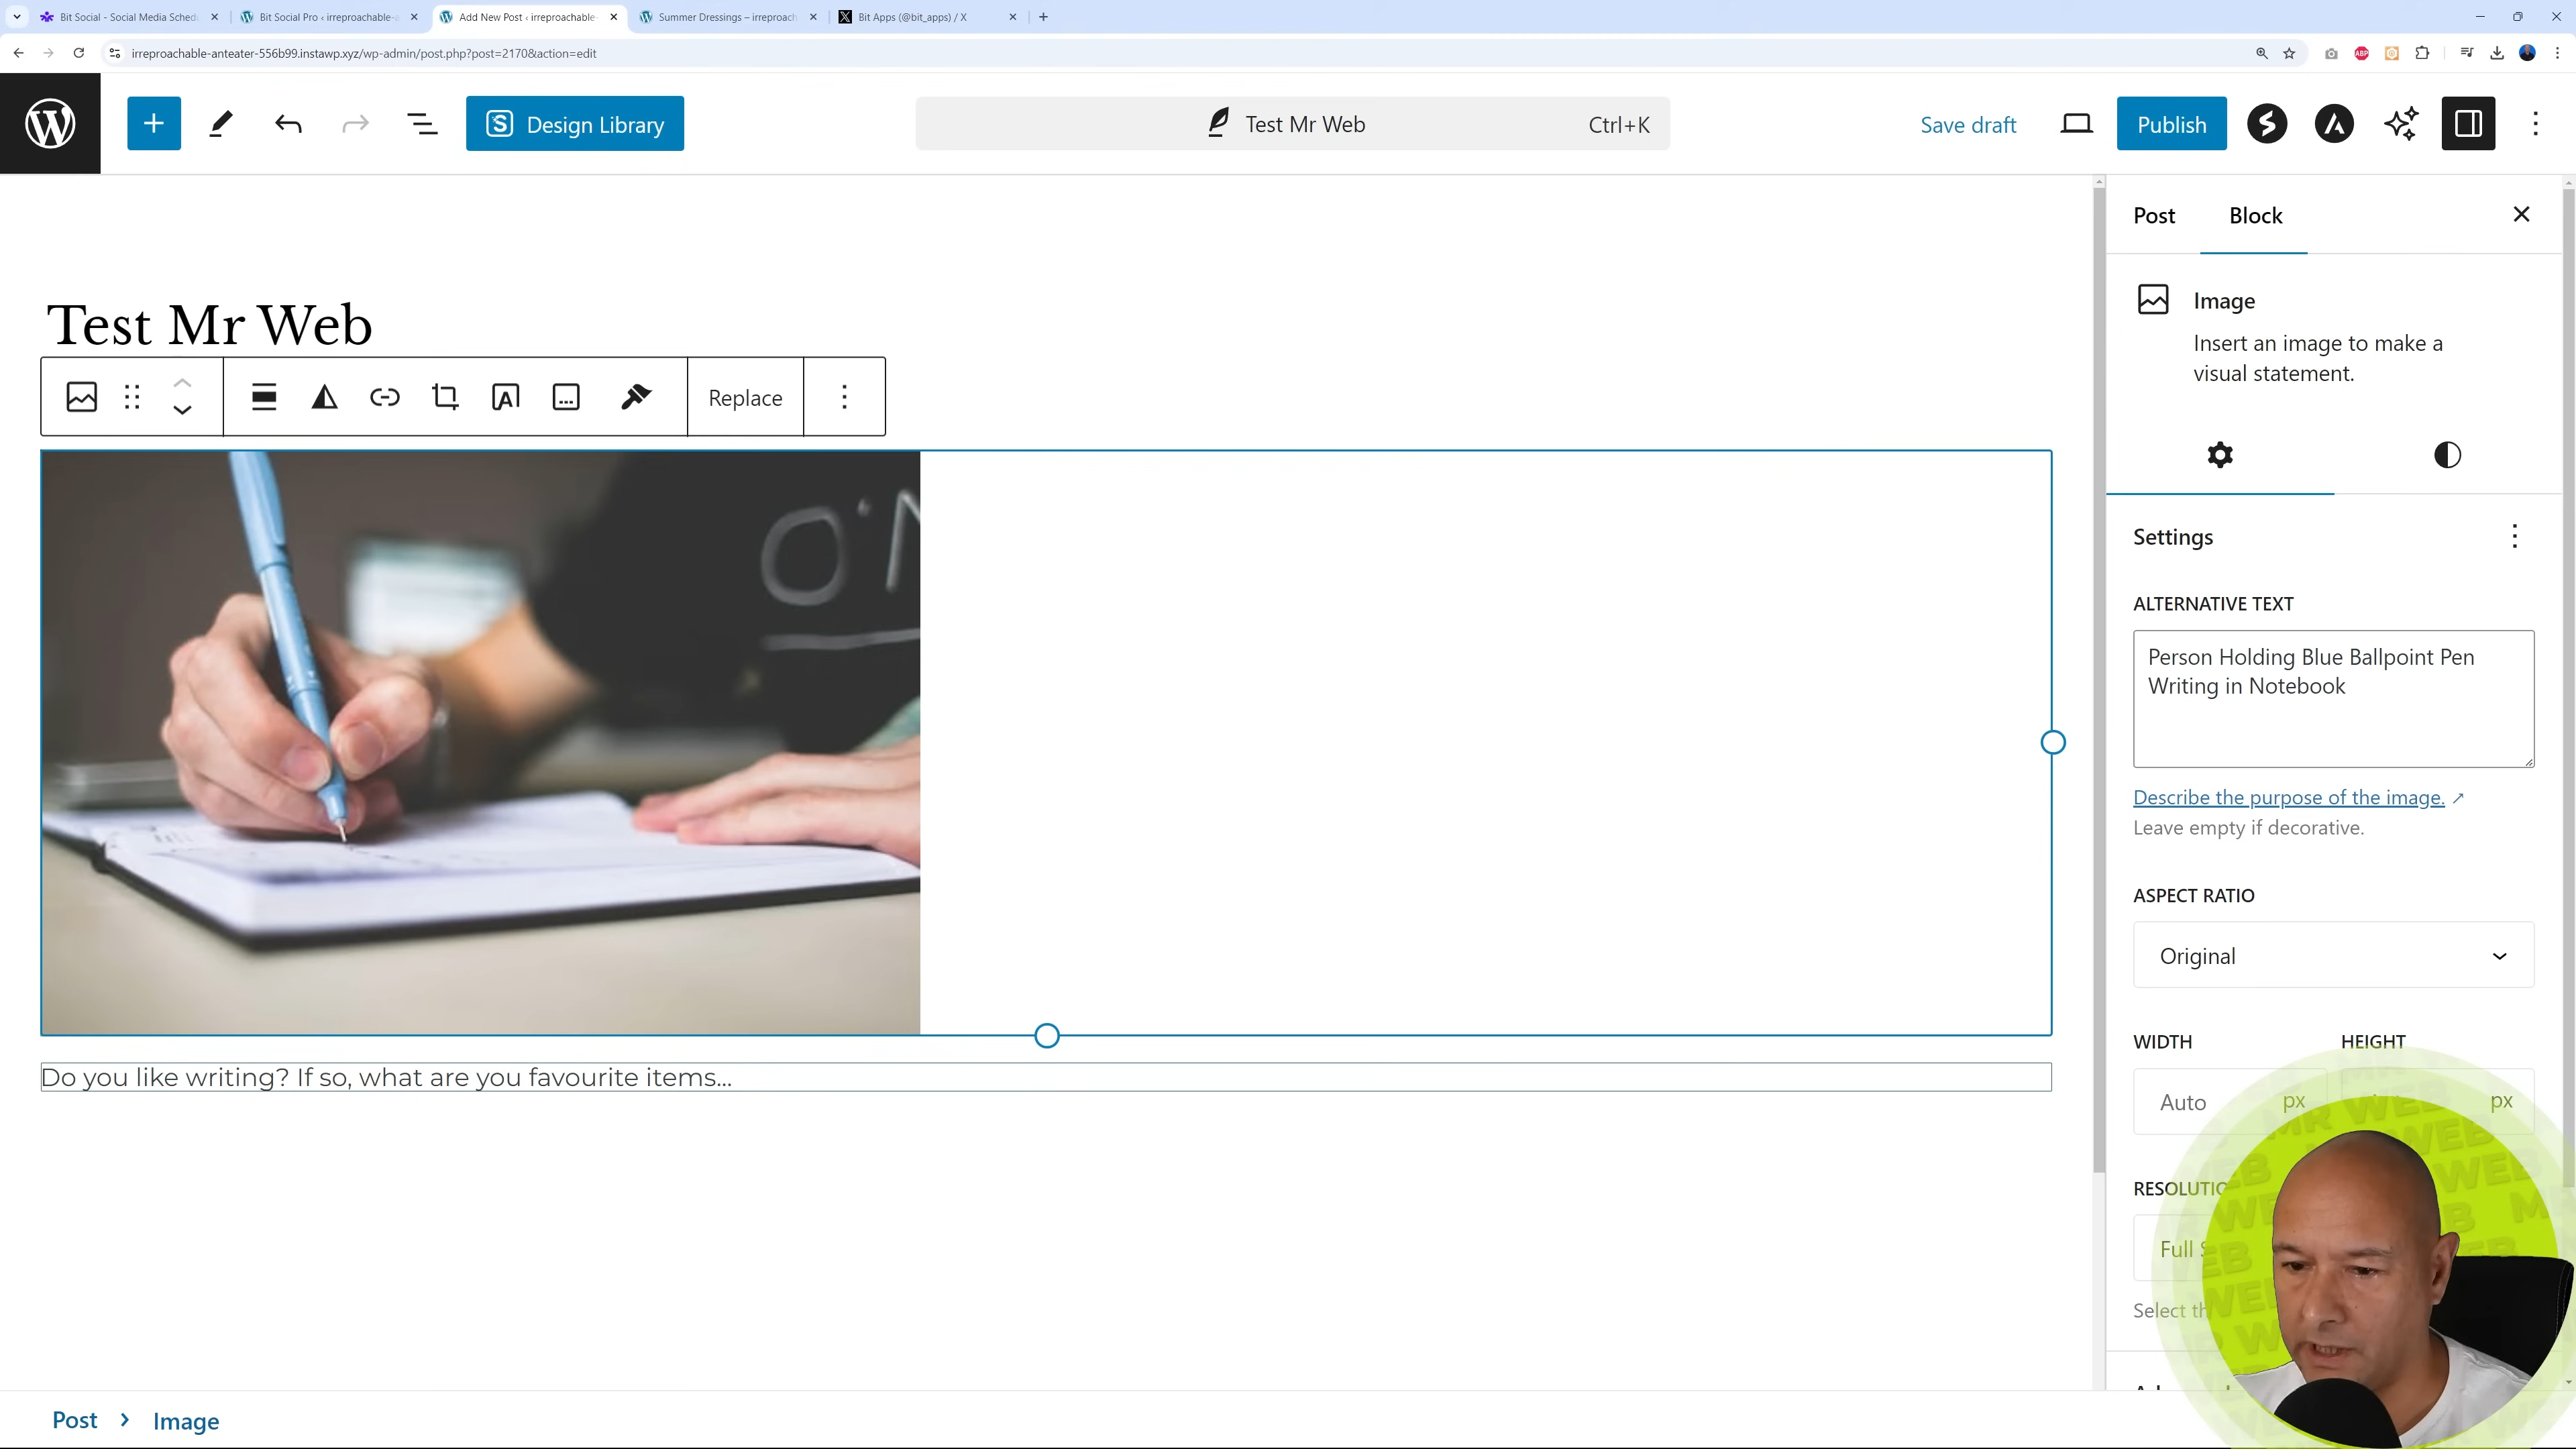 Bit Social - Social Media Sched
Bit Social Pro ‹ irreproachable-a
Add New Post ‹ irreproachable-
Summer Dressings – irreproach
Bit Apps (@bit_apps) / X
irreproachable-anteater-556b99.instawp.xyz/wp-admin/post.php?post=2170&action=edit
ABP
Design Library
Test Mr Web
Ctrl+K
Save draft
Publish
Post
Block
Image
Insert an image to make a
visual statement.
Test Mr Web
Replace
Settings
ALTERNATIVE TEXT
Person Holding Blue Ballpoint Pen
Writing in Notebook
Describe the purpose of the image. ↗
Leave empty if decorative.
ASPECT RATIO
Original
WIDTH
HEIGHT
Auto
px
px
Full
Select
Do you like writing? If so, what are you favourite items...
MR WEB
WEB
Post
Image